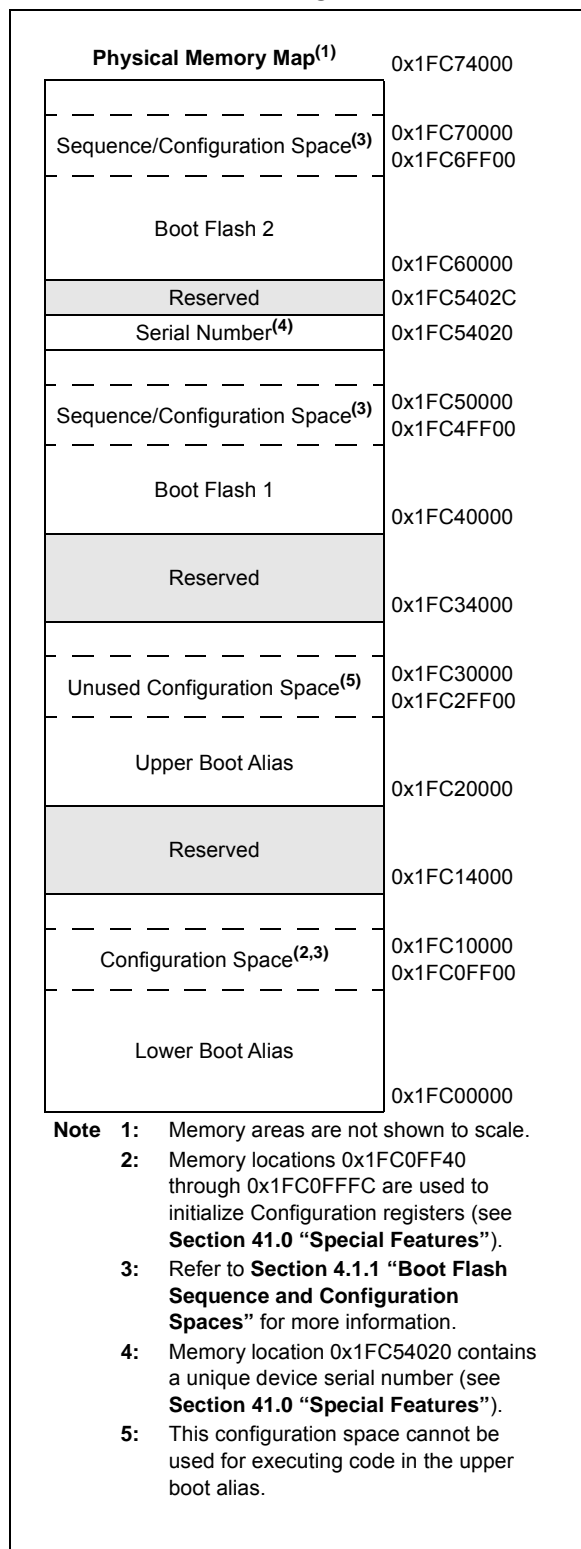 Physical Memory Map(1) 0x1FC74000
Sequence/Configuration Space(3) 0x1FC70000
0x1FC6FF00
Boot Flash 2
0x1FC60000
Reserved 0x1FC5402C
Serial Number(4) 0x1FC54020
Sequence/Configuration Space(3) 0x1FC50000
0x1FC4FF00
Boot Flash 1
0x1FC40000
Reserved
0x1FC34000
Unused Configuration Space(5) 0x1FC30000
0x1FC2FF00
Upper Boot Alias
0x1FC20000
Reserved
0x1FC14000
Configuration Space(2,3) 0x1FC10000
0x1FC0FF00
Lower Boot Alias
0x1FC00000
Note 1: Memory areas are not shown to scale.
2: Memory locations 0x1FC0FF40
through 0x1FC0FFFC are used to
initialize Configuration registers (see
Section 41.0 “Special Features”).
3: Refer to Section 4.1.1 “Boot Flash
Sequence and Configuration
Spaces” for more information.
4: Memory location 0x1FC54020 contains
a unique device serial number (see
Section 41.0 “Special Features”).
5: This configuration space cannot be
used for executing code in the upper
boot alias.